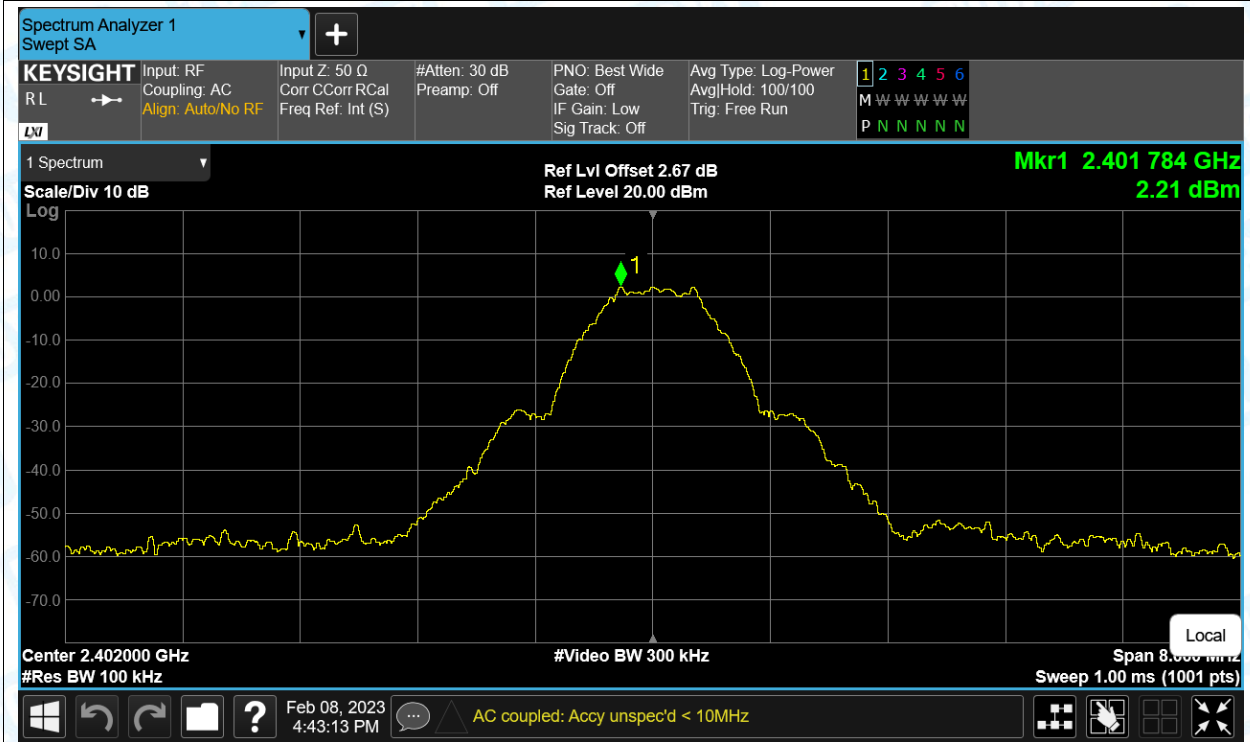 Spectrum Analyzer 1
Swept SA
+
KEYSIGHT
R L
LXI
Input: RF
Coupling: AC
Align: Auto/No RF
Input Z: 50 Ω
Corr CCorr RCal
Freq Ref: Int (S)
#Atten: 30 dB
Preamp: Off
PNO: Best Wide
Gate: Off
IF Gain: Low
Sig Track: Off
Avg Type: Log-Power
Avg|Hold: 100/100
Trig: Free Run
1 2 3 4 5 6
M W W W W W W
P N N N N N N
1 Spectrum
Scale/Div 10 dB
Log
Ref Lvl Offset 2.67 dB
Ref Level 20.00 dBm
Mkr1 2.401 784 GHz
2.21 dBm
1
10.0
0.00
-10.0
-20.0
-30.0
-40.0
-50.0
-60.0
-70.0
Local
Center 2.402000 GHz
#Video BW 300 kHz
Span 8.000 MHz
#Res BW 100 kHz
Sweep 1.00 ms (1001 pts)
?
Feb 08, 2023
4:43:13 PM
AC coupled: Accy unspec'd < 10MHz